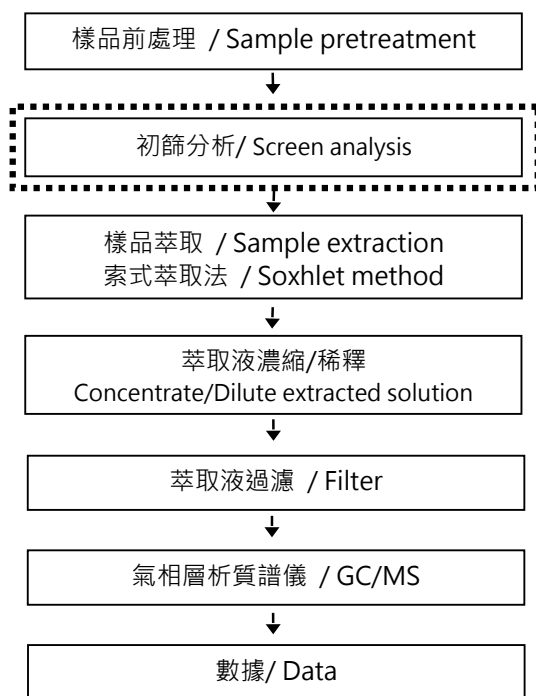 樣品前處理 / Sample pretreatment
初篩分析/ Screen analysis
樣品萃取 / Sample extraction
索式萃取法 / Soxhlet method
萃取液濃縮/稀釋
Concentrate/Dilute extracted solution
萃取液過濾 / Filter
氣相層析質譜儀 / GC/MS
數據/ Data